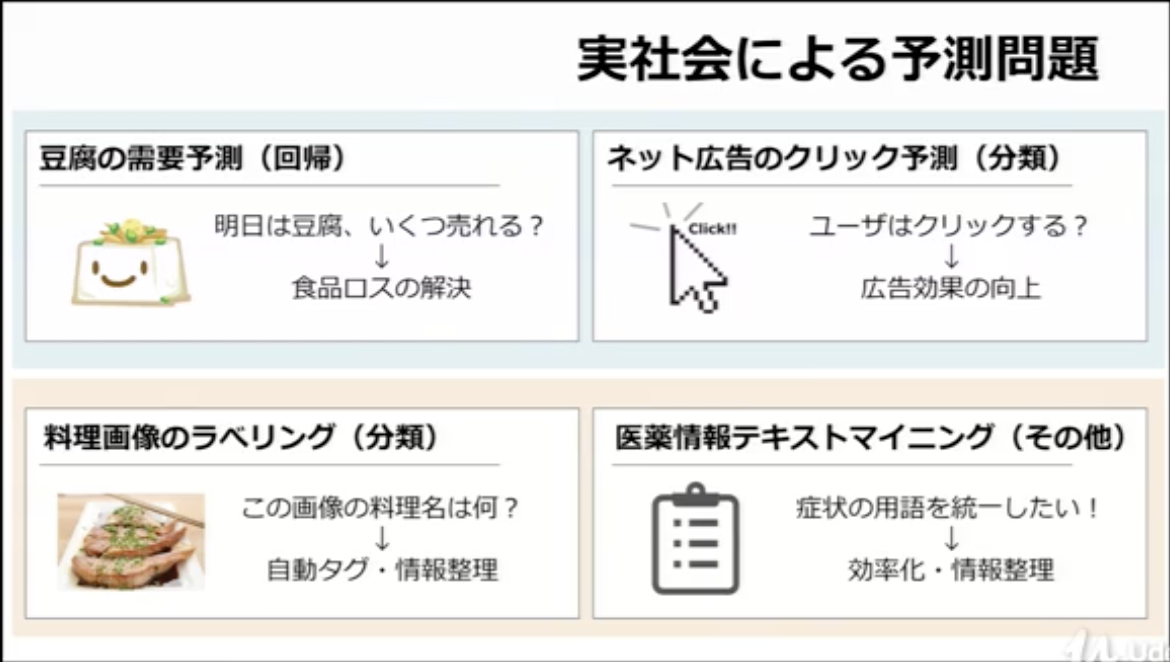 実社会による予測問題
豆腐の需要予測（回帰）
明日は豆腐、いくつ売れる？
↓
食品ロスの解決
ネット広告のクリック予測（分類）
Click!!
ユーザはクリックする？
↓
広告効果の向上
料理画像のラベリング（分類）
この画像の料理名は何？
↓
自動タグ・情報整理
医薬情報テキストマイニング（その他）
症状の用語を統一したい！
↓
効率化・情報整理